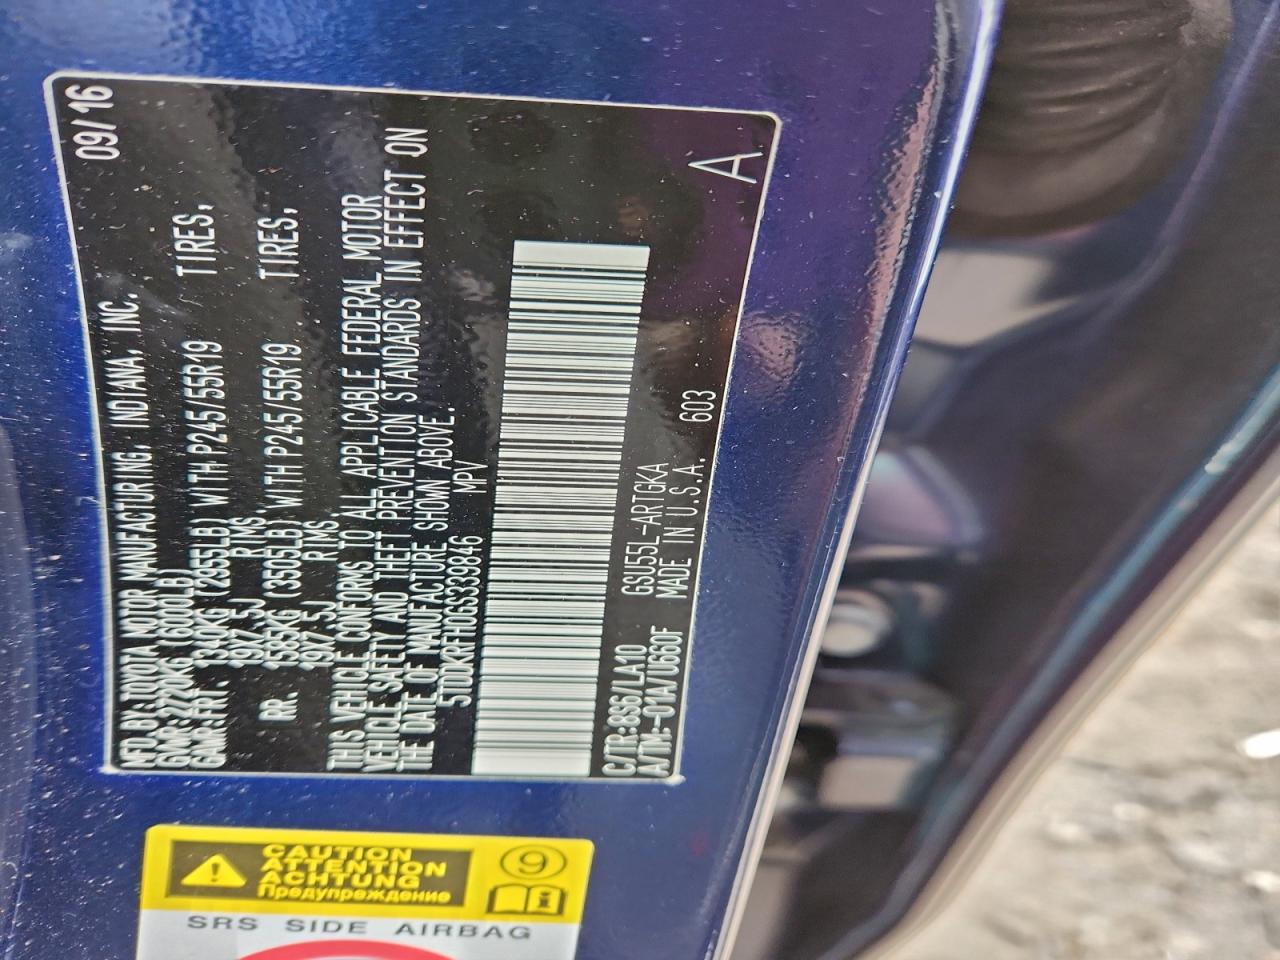 MFD.BY:TOYOTA MOTOR MANUFACTURING, INDIANA, INC. 09/16
GVWR:2720KG (6000LB)
GAWR:FRT. 1340KG (2955LB) WITH P245/55R19 TIRES,
19X7.5J RIMS,
RR. 1585KG (3505LB) WITH P245/55R19 TIRES,
19X7.5J RIMS
THIS VEHICLE CONFORMS TO ALL APPLICABLE FEDERAL MOTOR
VEHICLE SAFETY AND THEFT PREVENTION STANDARDS IN EFFECT ON
THE DATE OF MANUFACTURE SHOWN ABOVE.
5TDDKRFH0GS339846 MPV
C/TR:8S6/LA10 GSU55L-ARTGKA
A/TM:-01A/U660F MADE IN U.S.A. 603
A
CAUTION
ATTENTION
ACHTUNG
Предупреждение
9
SRS SIDE AIRBAG